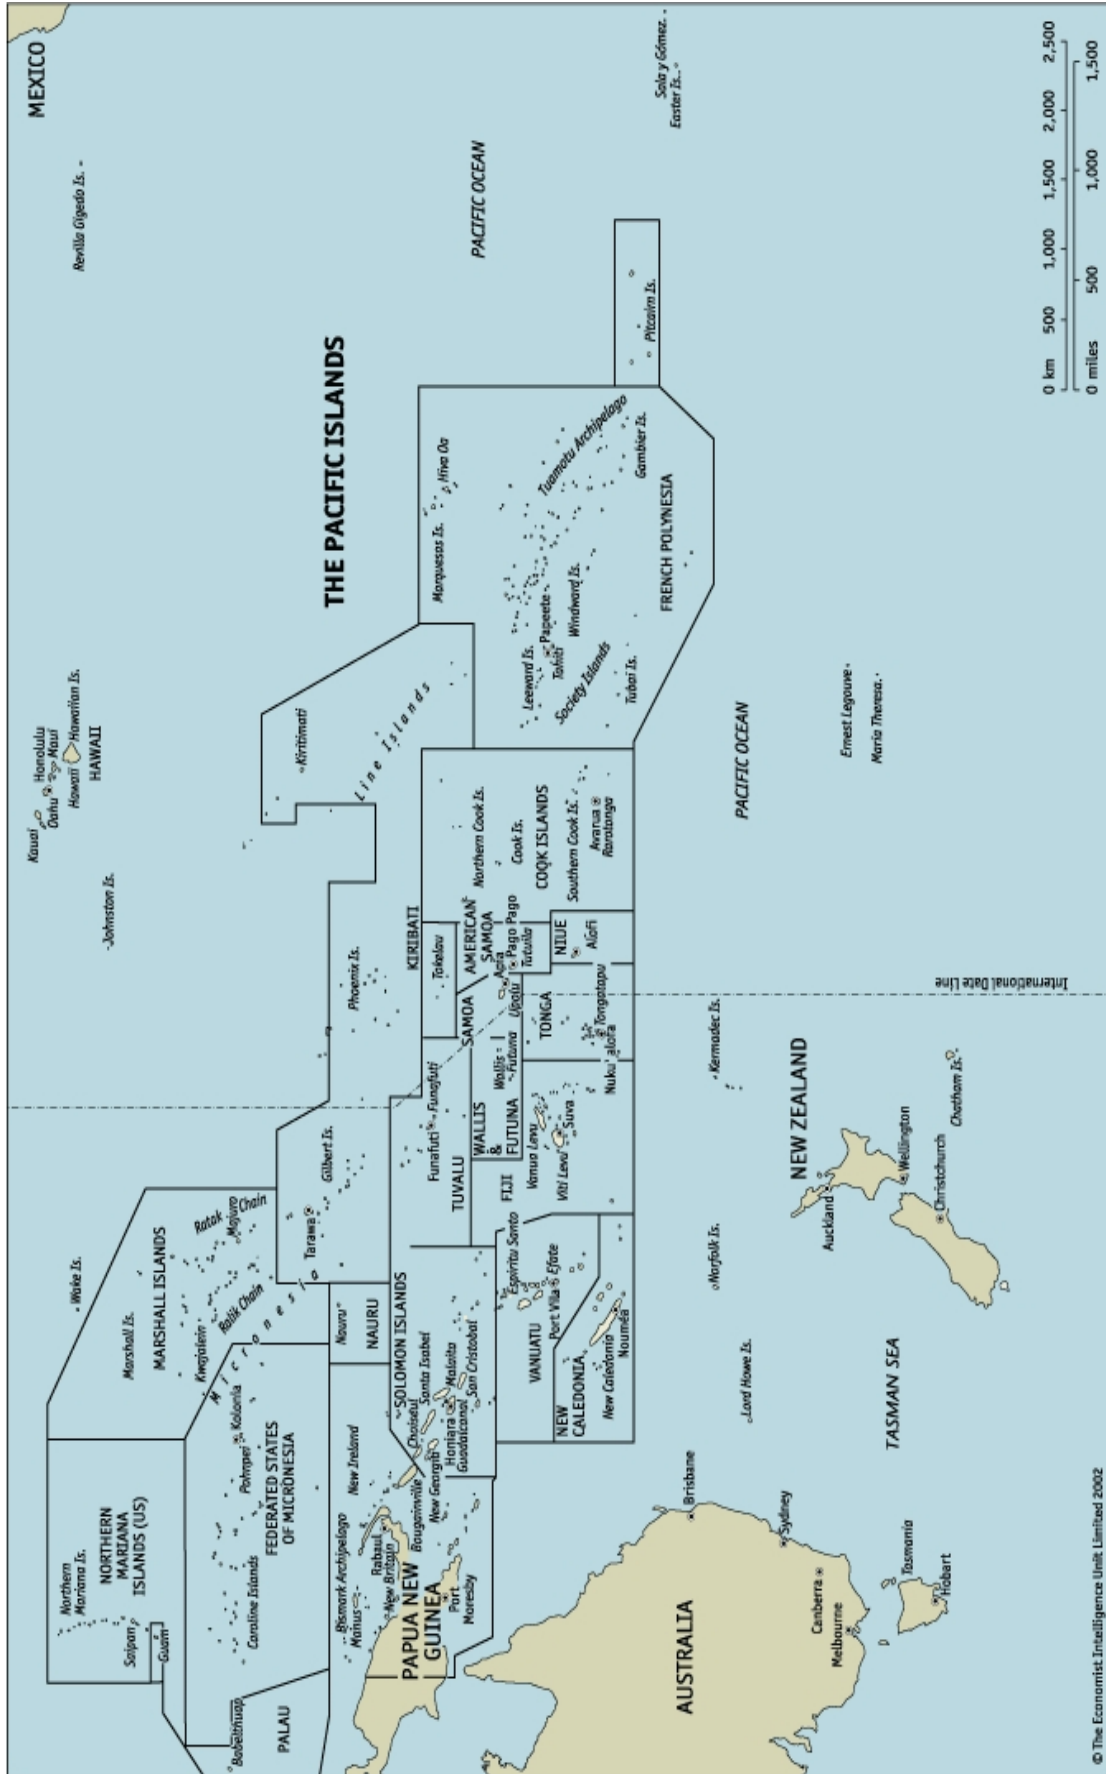 MEXICO
Revilla Gigedo Is.
Kauai
Oahu
Honolulu
Maui
Hawaii
Hawaiian Is.
HAWAII
Johnston Is.
Wake Is.
THE PACIFIC ISLANDS
PACIFIC OCEAN
Sala y Gómez
Easter Is.
Northern
Mariana Is.
NORTHERN
MARIANA
ISLANDS (US)
Saipan
Guam
Marshall Is.
MARSHALL ISLANDS
Ratak Chain
Majuro
Kwajalein
Ralik Chain
Micronesia
Kolonia
Pohnpei
Caroline Islands
FEDERATED STATES
OF MICRONESIA
Babelthuap
PALAU
Tarawa
Gilbert Is.
Phoenix Is.
KIRIBATI
Kiritimati
Line Islands
Nauru
NAURU
Bismark Archipelago
Manus
New Ireland
Rabaul
New Britain
Bougainville
PAPUA NEW
GUINEA
Port
Moresby
SOLOMON ISLANDS
Choiseul
Santa Isabel
New Georgia
Honiara
Malaita
Guadalcanal
San Cristobal
Funafuti
Funafuti
TUVALU
Tokelau
WALLIS
&
FUTUNA
Wallis
Futuna
SAMOA
Apia
Upolu
AMERICAN
SAMOA
Pago Pago
Tutuila
Northern Cook Is.
Cook Is.
COOK ISLANDS
Southern Cook Is.
Avarua
Rarotonga
Marquesas Is.
Hiva Oa
Tuamotu Archipelago
Leeward Is.
Papeete
Tahiti
Windward Is.
Society Islands
Tubai Is.
Gambier Is.
FRENCH POLYNESIA
Pitcairn Is.
FIJI
Vanua Levu
Viti Levu
Suva
TONGA
Tongatapu
Nuku'alofa
NIUE
Alofi
Espiritu Santo
Efate
Port Vila
VANUATU
NEW
CALEDONIA
New Caledonia
Nouméa
PACIFIC OCEAN
Ernest Legouve
Maria Theresa
International Date Line
Kermadec Is.
Norfolk Is.
Lord Howe Is.
NEW ZEALAND
Auckland
Wellington
Christchurch
Chatham Is.
TASMAN SEA
AUSTRALIA
Brisbane
Sydney
Canberra
Melbourne
Tasmania
Hobart
0 km 500 1,000 1,500 2,000 2,500
0 miles 500 1,000 1,500
© The Economist Intelligence Unit Limited 2002